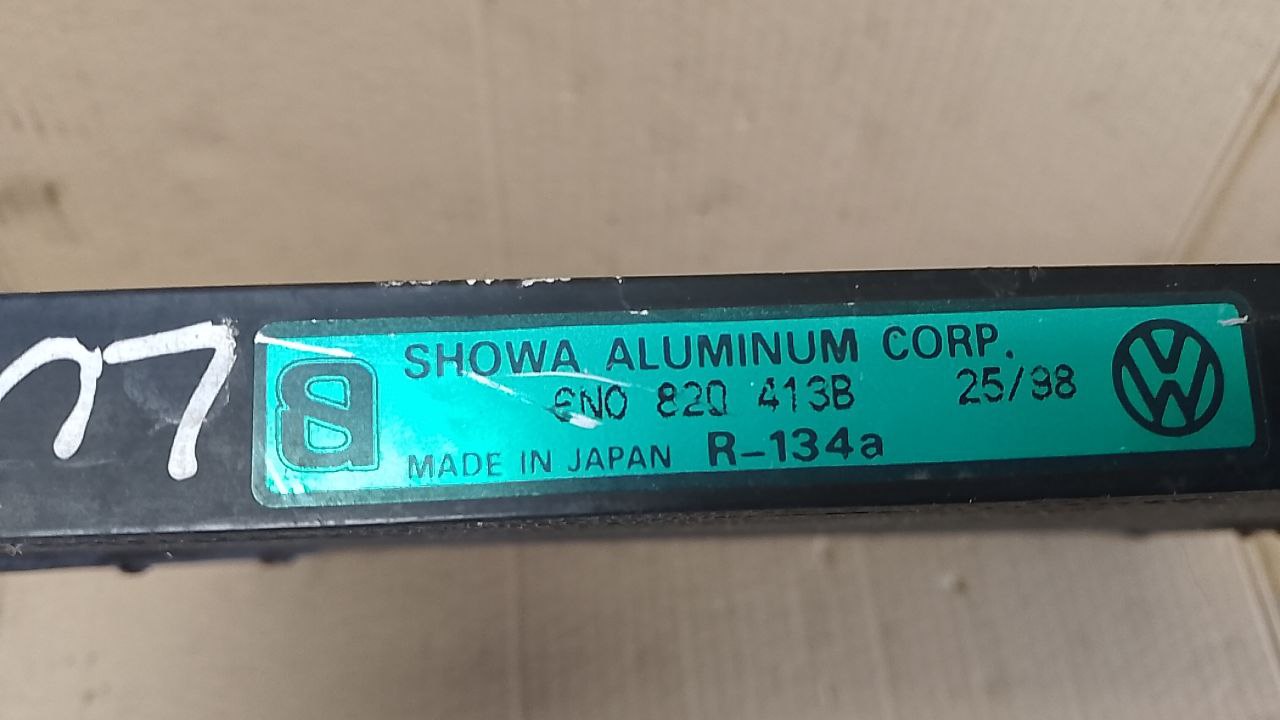 SHOWA ALUMINUM CORP.
6N0 820 413B 25/98
MADE IN JAPAN R-134a